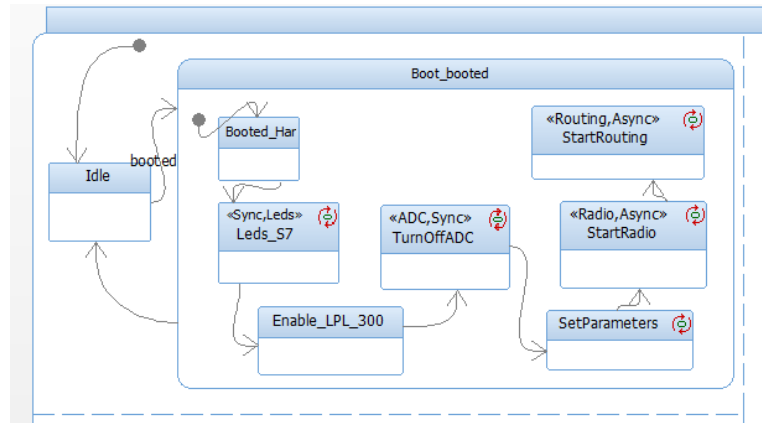 Boot_booted
Booted_Har
«Routing,Async»
StartRouting
booted
Idle
«Sync,Leds»
Leds_S7
«ADC,Sync»
TurnOffADC
«Radio,Async»
StartRadio
Enable_LPL_300
SetParameters